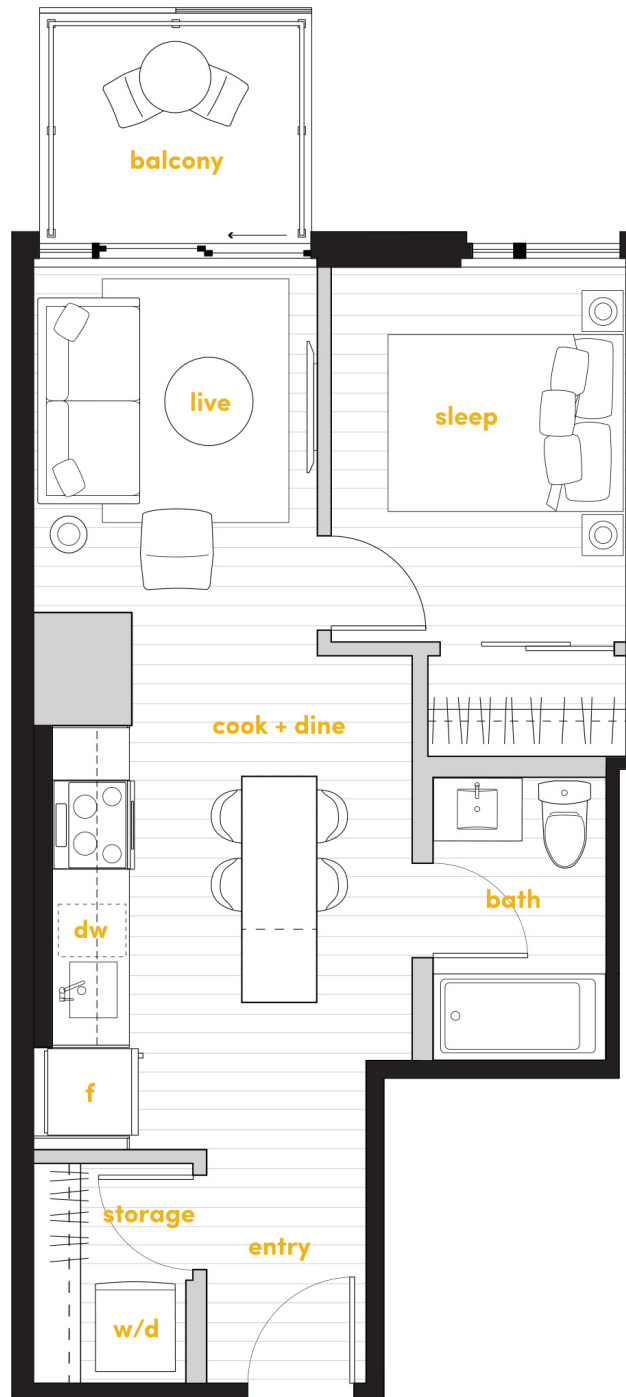 balcony
live
sleep
cook + dine
bath
dw
f
storage
entry
w/d